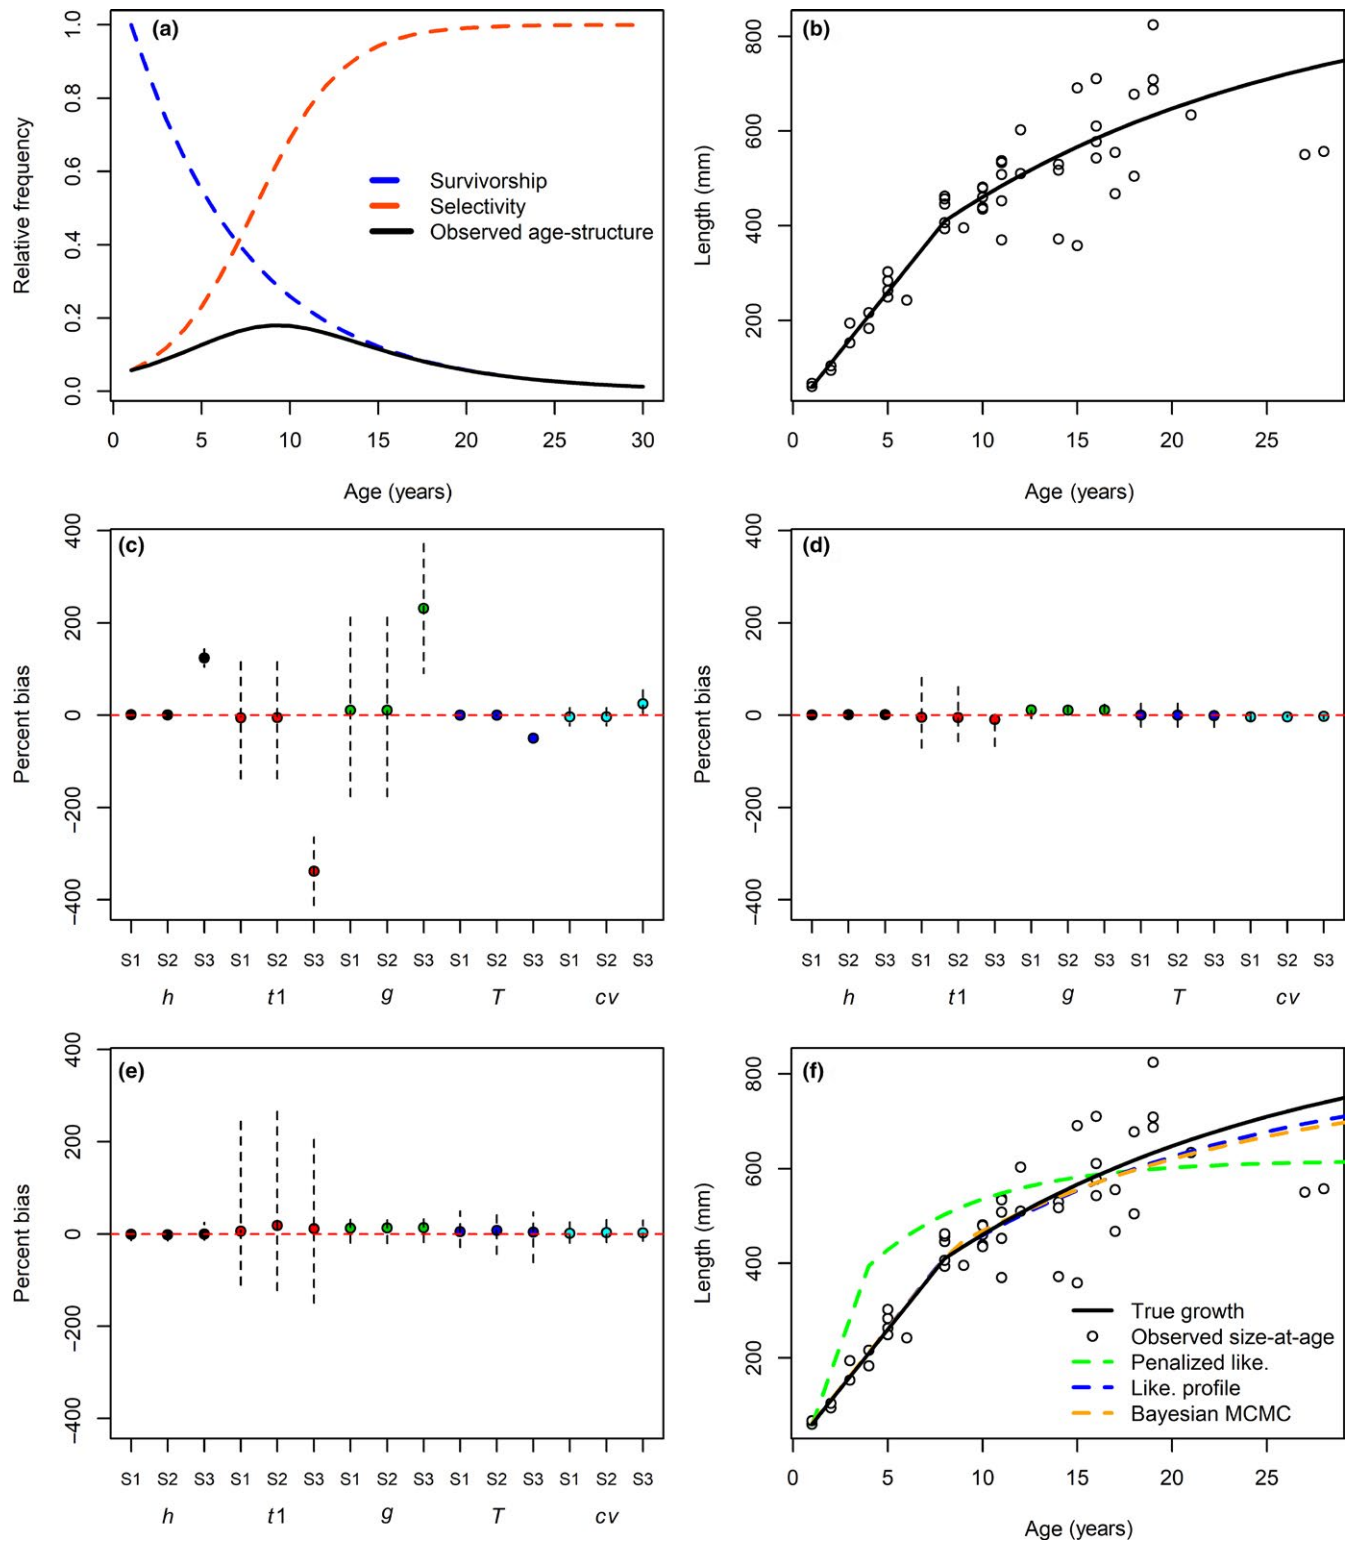 (a)
Relative frequency
1.0
0.8
0.6
0.4
0.2
0.0
Survivorship
Selectivity
Observed age-structure
0 5 10 15 20 25 30
Age (years)
(b)
Length (mm)
800
600
400
200
0 5 10 15 20 25
Age (years)
(c)
Percent bias
400
200
0
−200
−400
S1 S2 S3 S1 S2 S3 S1 S2 S3 S1 S2 S3 S1 S2 S3
h t1 g T cv
(d)
Percent bias
400
200
0
−200
−400
S1 S2 S3 S1 S2 S3 S1 S2 S3 S1 S2 S3 S1 S2 S3
h t1 g T cv
(e)
Percent bias
400
200
0
−200
−400
S1 S2 S3 S1 S2 S3 S1 S2 S3 S1 S2 S3 S1 S2 S3
h t1 g T cv
(f)
Length (mm)
800
600
400
200
True growth
Observed size-at-age
Penalized like.
Like. profile
Bayesian MCMC
0 5 10 15 20 25
Age (years)